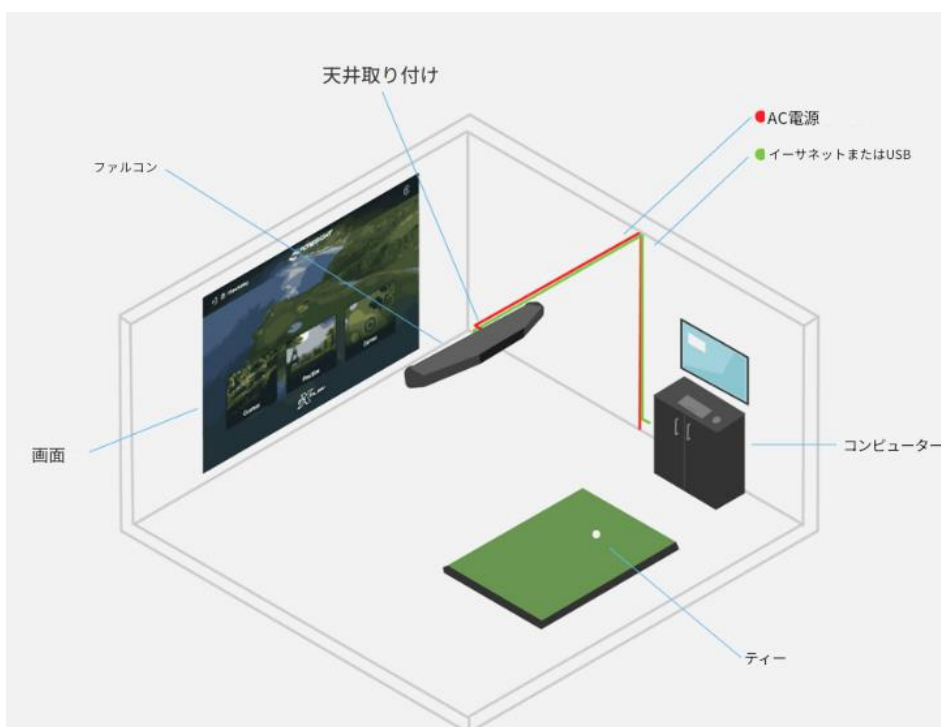 天井取り付け
AC電源
イーサネットまたはUSB
ファルコン
画面
コンピューター
ティー